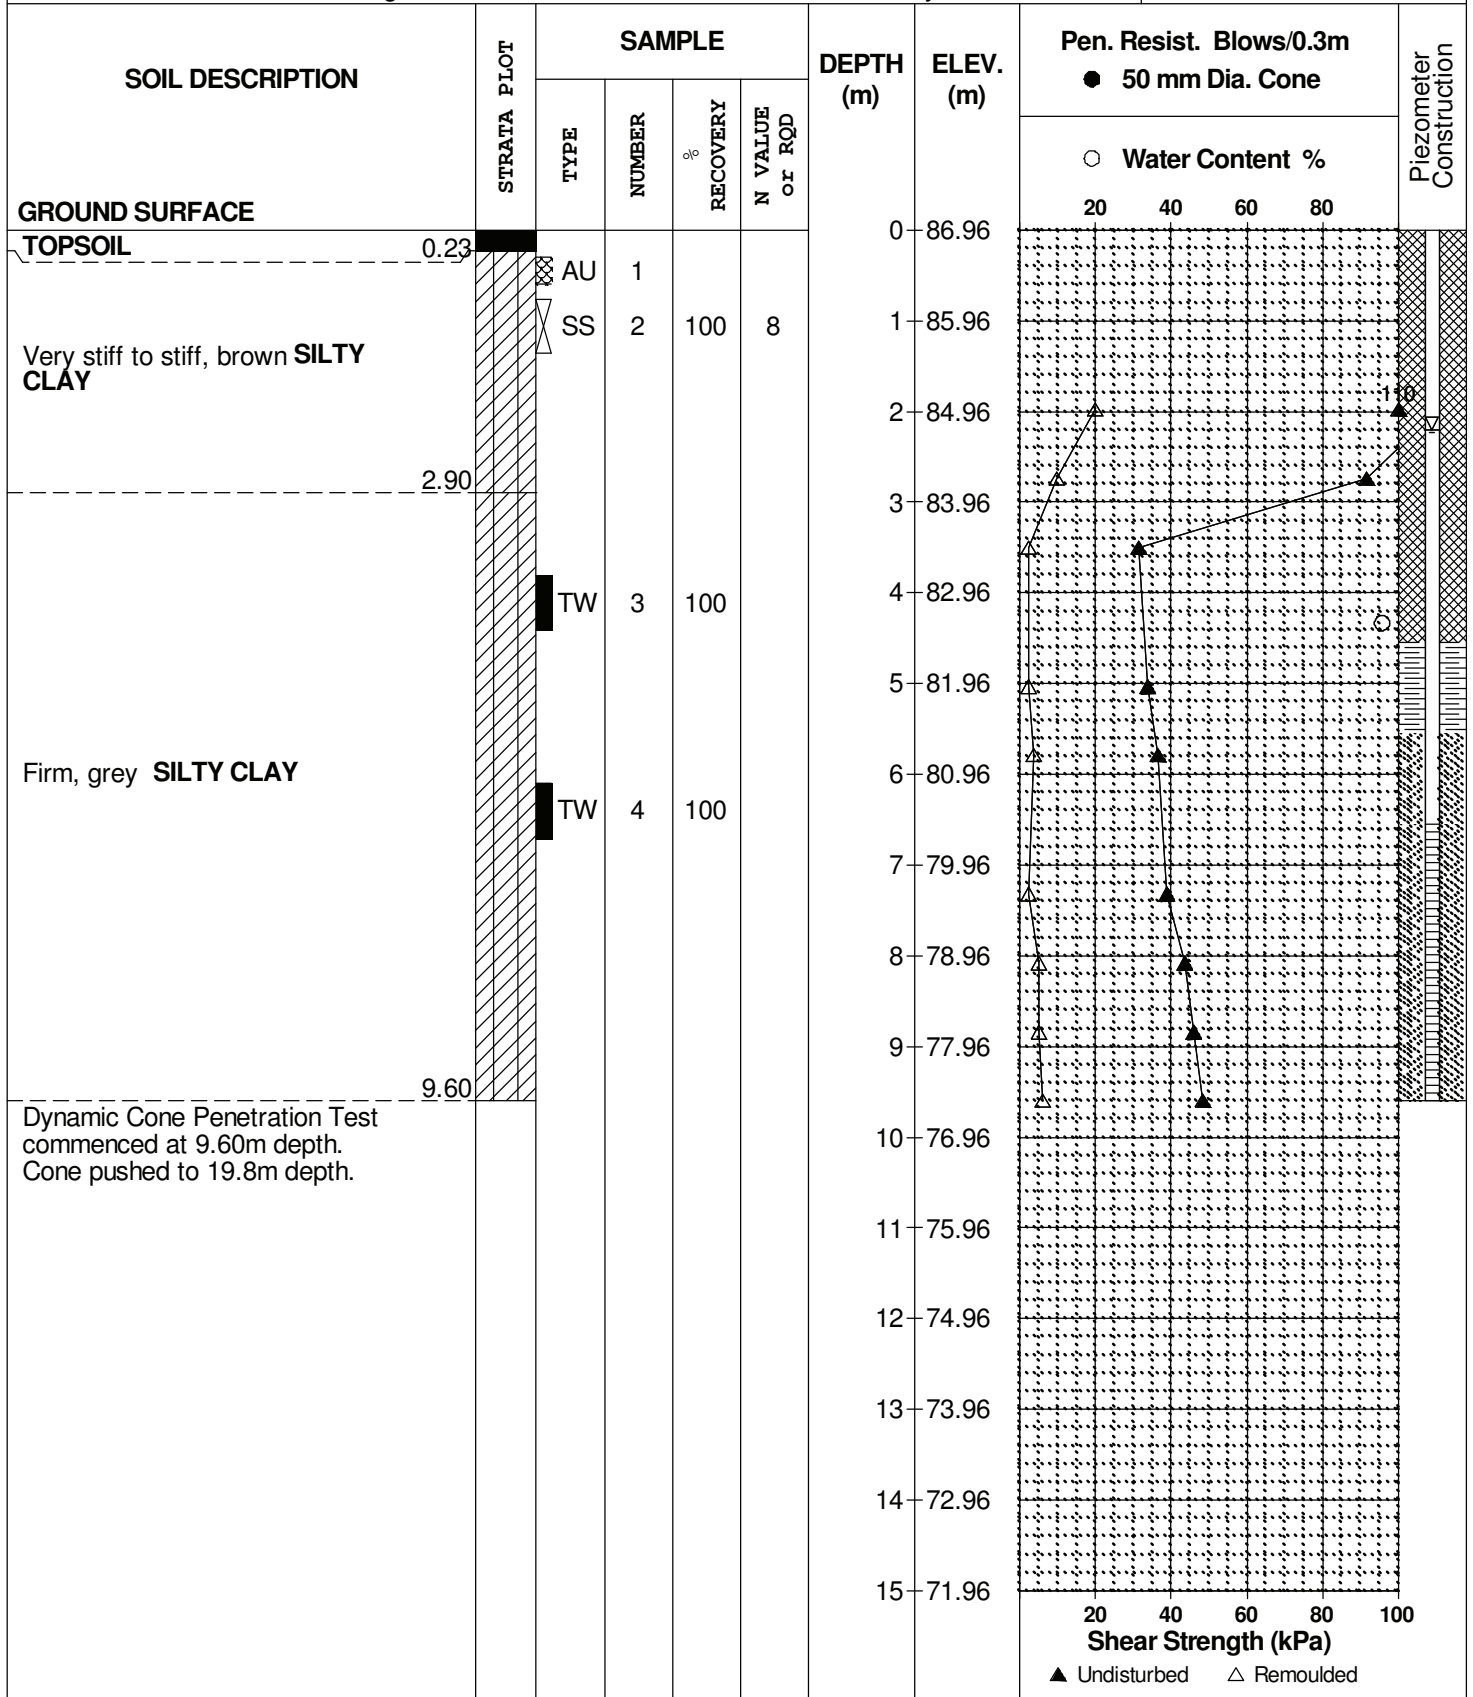 SOIL DESCRIPTION
STRATA PLOT
SAMPLE
TYPE
NUMBER
% RECOVERY
N VALUE or RQD
DEPTH (m)
ELEV. (m)
Pen. Resist. Blows/0.3m
● 50 mm Dia. Cone
○ Water Content %
Piezometer Construction
20 40 60 80
GROUND SURFACE
0 86.96
TOPSOIL 0.23
AU 1
SS 2 100 8
1 85.96
Very stiff to stiff, brown SILTY
CLAY
110
2 84.96
2.90
3 83.96
4 82.96
TW 3 100
5 81.96
Firm, grey SILTY CLAY
6 80.96
TW 4 100
7 79.96
8 78.96
9 77.96
9.60
Dynamic Cone Penetration Test
commenced at 9.60m depth.
Cone pushed to 19.8m depth.
10 76.96
11 75.96
12 74.96
13 73.96
14 72.96
15 71.96
20 40 60 80 100
Shear Strength (kPa)
▲ Undisturbed △ Remoulded